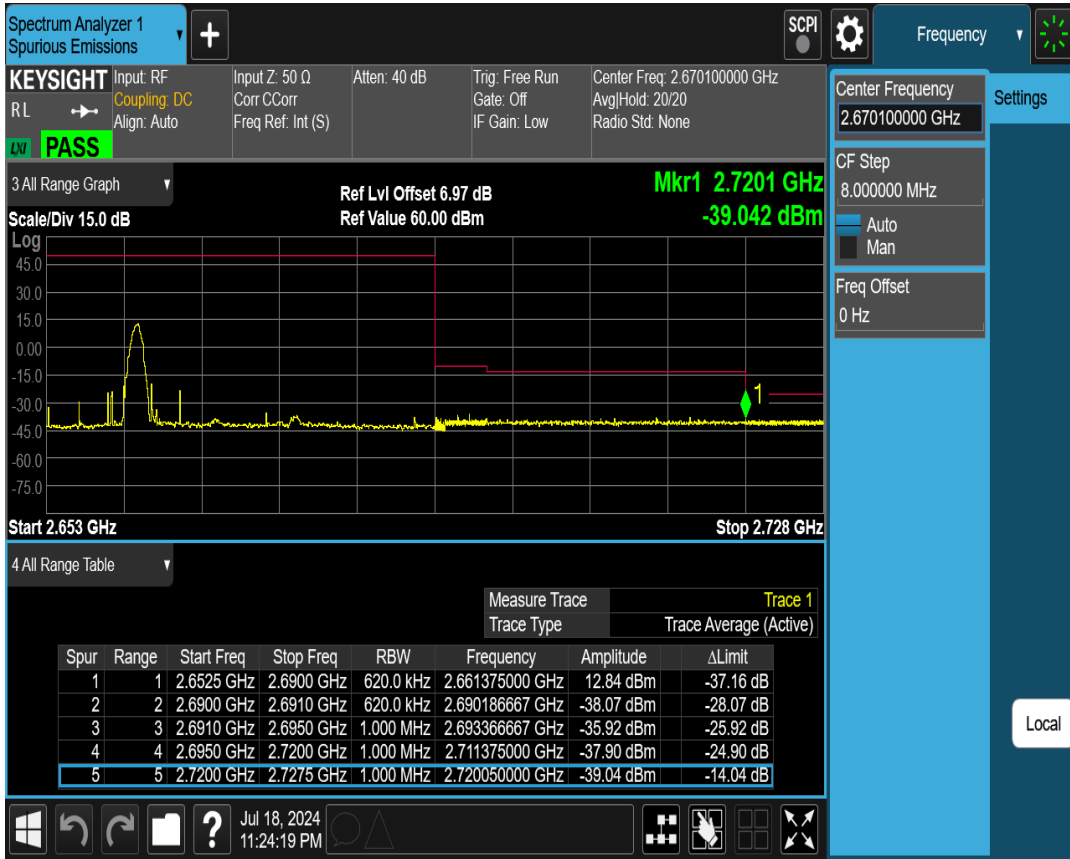 Spectrum Analyzer 1
Spurious Emissions
+
SCPI
Frequency
KEYSIGHT
RL
LXI
PASS
Input: RF
Coupling: DC
Align: Auto
Input Z: 50 Ω
Corr CCorr
Freq Ref: Int (S)
Atten: 40 dB
Trig: Free Run
Gate: Off
IF Gain: Low
Center Freq: 2.670100000 GHz
Avg|Hold: 20/20
Radio Std: None
Center Frequency
2.670100000 GHz
Settings
CF Step
8.000000 MHz
Auto
Man
Freq Offset
0 Hz
3 All Range Graph
Scale/Div 15.0 dB
Ref Lvl Offset 6.97 dB
Ref Value 60.00 dBm
Mkr1 2.7201 GHz
-39.042 dBm
Log
45.0
30.0
15.0
0.00
-15.0
-30.0
-45.0
-60.0
-75.0
1
Start 2.653 GHz
Stop 2.728 GHz
4 All Range Table
Measure Trace Trace 1
Trace Type Trace Average (Active)
Spur Range Start Freq Stop Freq RBW Frequency Amplitude ΔLimit
1 1 2.6525 GHz 2.6900 GHz 620.0 kHz 2.661375000 GHz 12.84 dBm -37.16 dB
2 2 2.6900 GHz 2.6910 GHz 620.0 kHz 2.690186667 GHz -38.07 dBm -28.07 dB
3 3 2.6910 GHz 2.6950 GHz 1.000 MHz 2.693366667 GHz -35.92 dBm -25.92 dB
4 4 2.6950 GHz 2.7200 GHz 1.000 MHz 2.711375000 GHz -37.90 dBm -24.90 dB
5 5 2.7200 GHz 2.7275 GHz 1.000 MHz 2.720050000 GHz -39.04 dBm -14.04 dB
Local
?
Jul 18, 2024
11:24:19 PM